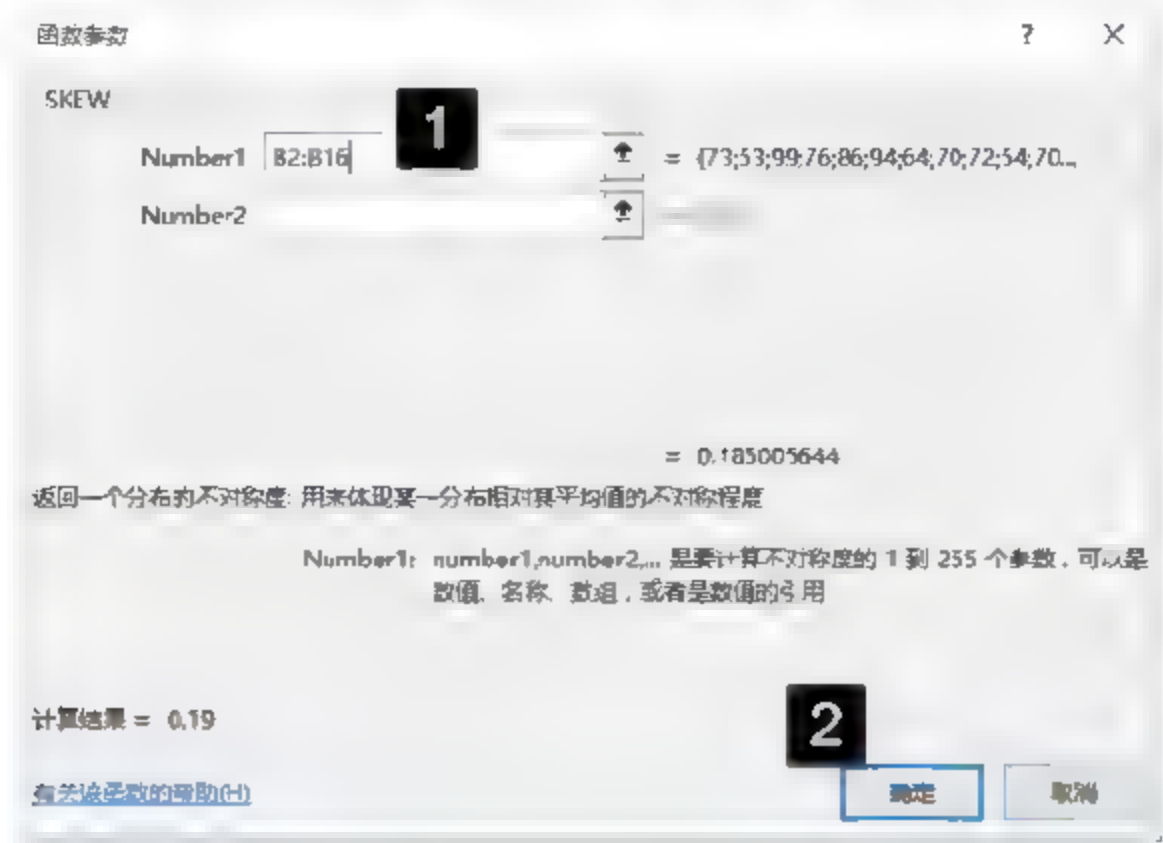 函数参数 ? ×
SKEW
1
Number1 B2:B16 = {73;53;99;76;86;94;64;70;72;54;70...
Number2
= 0.185005644
返回一个分布的不对称度: 用来体现某一分布相对其平均值的不对称程度
Number1: number1,number2,... 是要计算不对称度的 1 到 255 个参数，可以是
数值、名称、数组，或者是数值的引用
计算结果 = 0.19
2
有关该函数的帮助(H) 确定 取消